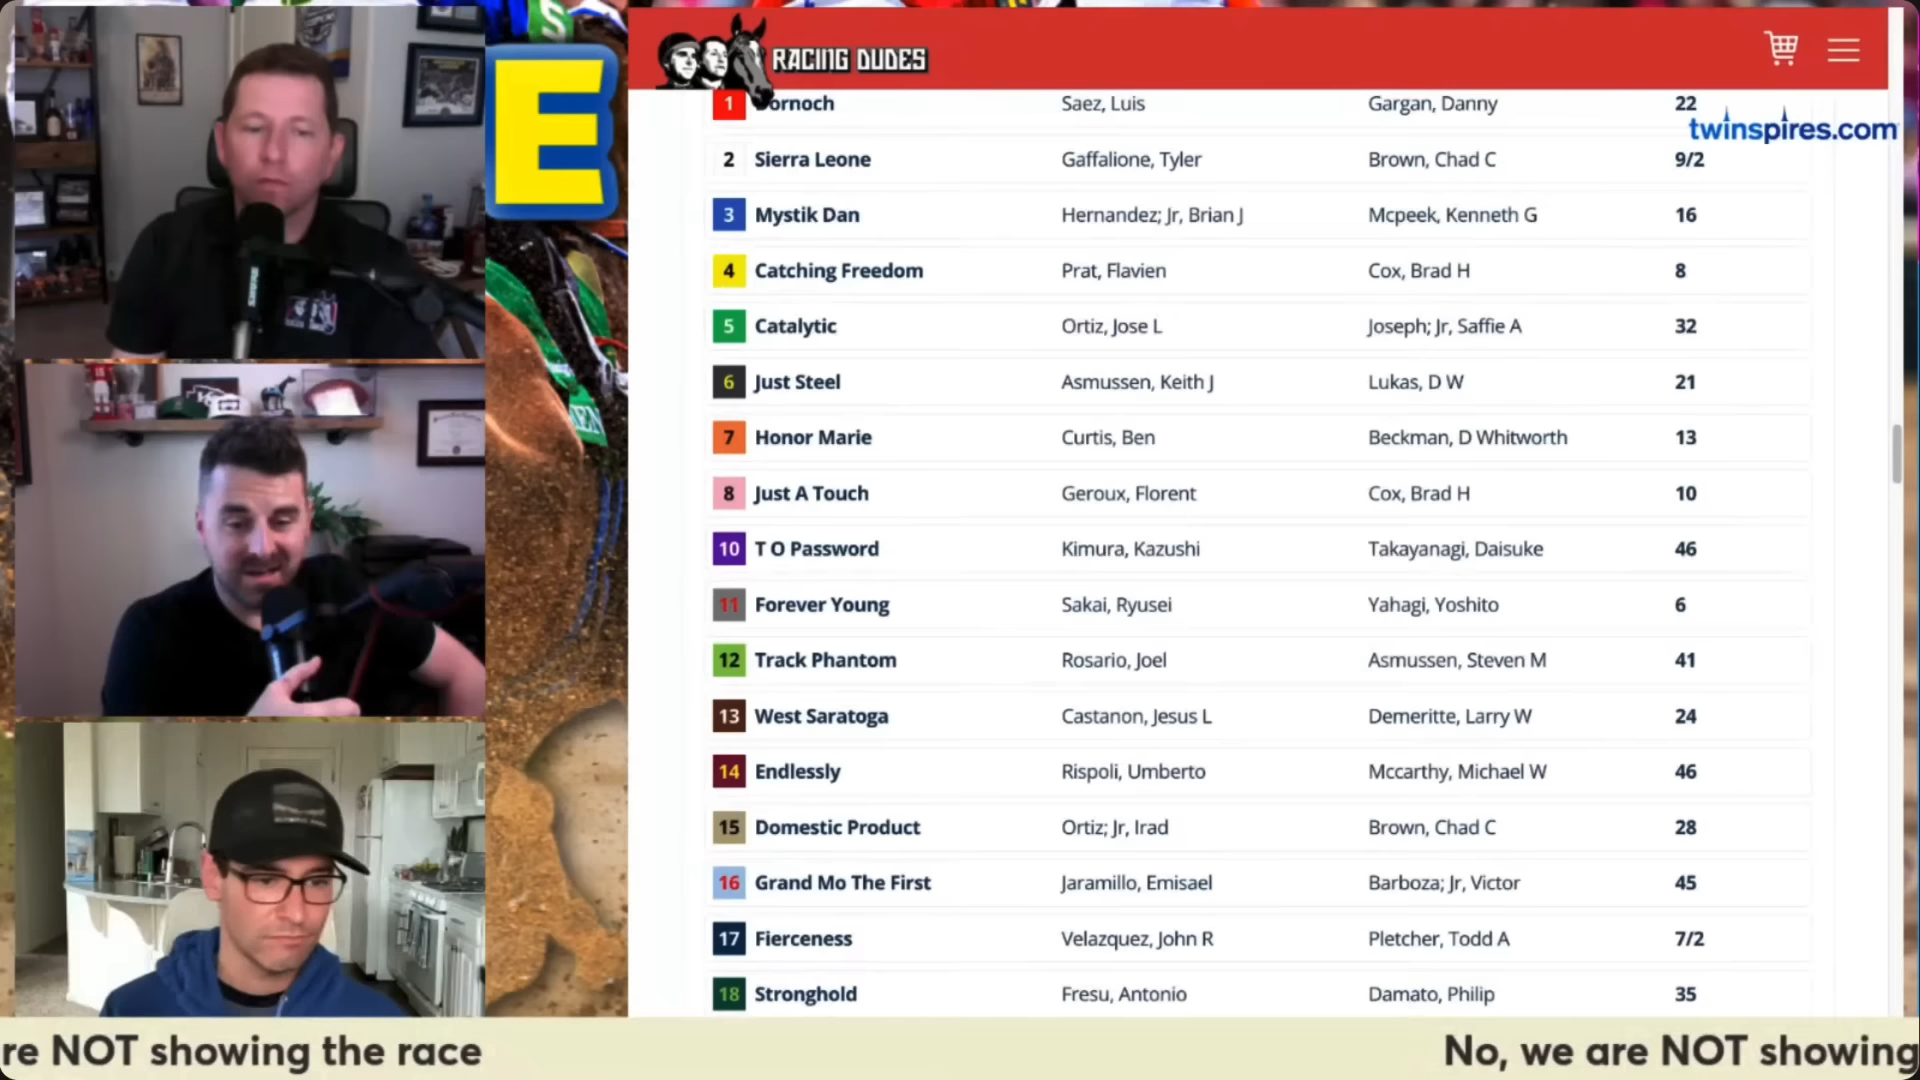 S
E
RACING DUDES
1 Dornoch Saez, Luis Gargan, Danny 22
twinspires.com
2 Sierra Leone Gaffalione, Tyler Brown, Chad C 9/2
3 Mystik Dan Hernandez; Jr, Brian J Mcpeek, Kenneth G 16
4 Catching Freedom Prat, Flavien Cox, Brad H 8
5 Catalytic Ortiz, Jose L Joseph; Jr, Saffie A 32
6 Just Steel Asmussen, Keith J Lukas, D W 21
7 Honor Marie Curtis, Ben Beckman, D Whitworth 13
8 Just A Touch Geroux, Florent Cox, Brad H 10
10 T O Password Kimura, Kazushi Takayanagi, Daisuke 46
11 Forever Young Sakai, Ryusei Yahagi, Yoshito 6
12 Track Phantom Rosario, Joel Asmussen, Steven M 41
13 West Saratoga Castanon, Jesus L Demeritte, Larry W 24
14 Endlessly Rispoli, Umberto Mccarthy, Michael W 46
15 Domestic Product Ortiz; Jr, Irad Brown, Chad C 28
16 Grand Mo The First Jaramillo, Emisael Barboza; Jr, Victor 45
17 Fierceness Velazquez, John R Pletcher, Todd A 7/2
18 Stronghold Fresu, Antonio Damato, Philip 35
SHURE
re NOT showing the race No, we are NOT showing